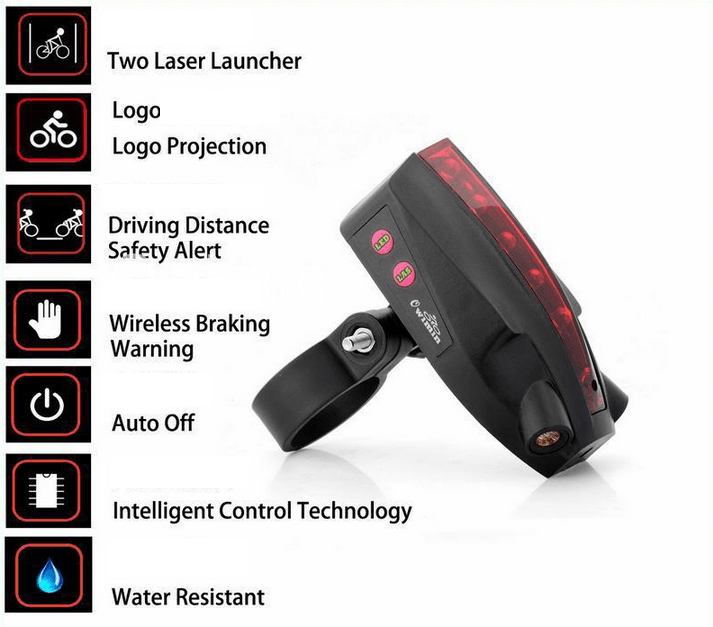 Two Laser Launcher
Logo
Logo Projection
Driving Distance
Safety Alert
Wireless Braking
Warning
Auto Off
Intelligent Control Technology
Water Resistant
LED
LAS
wimin